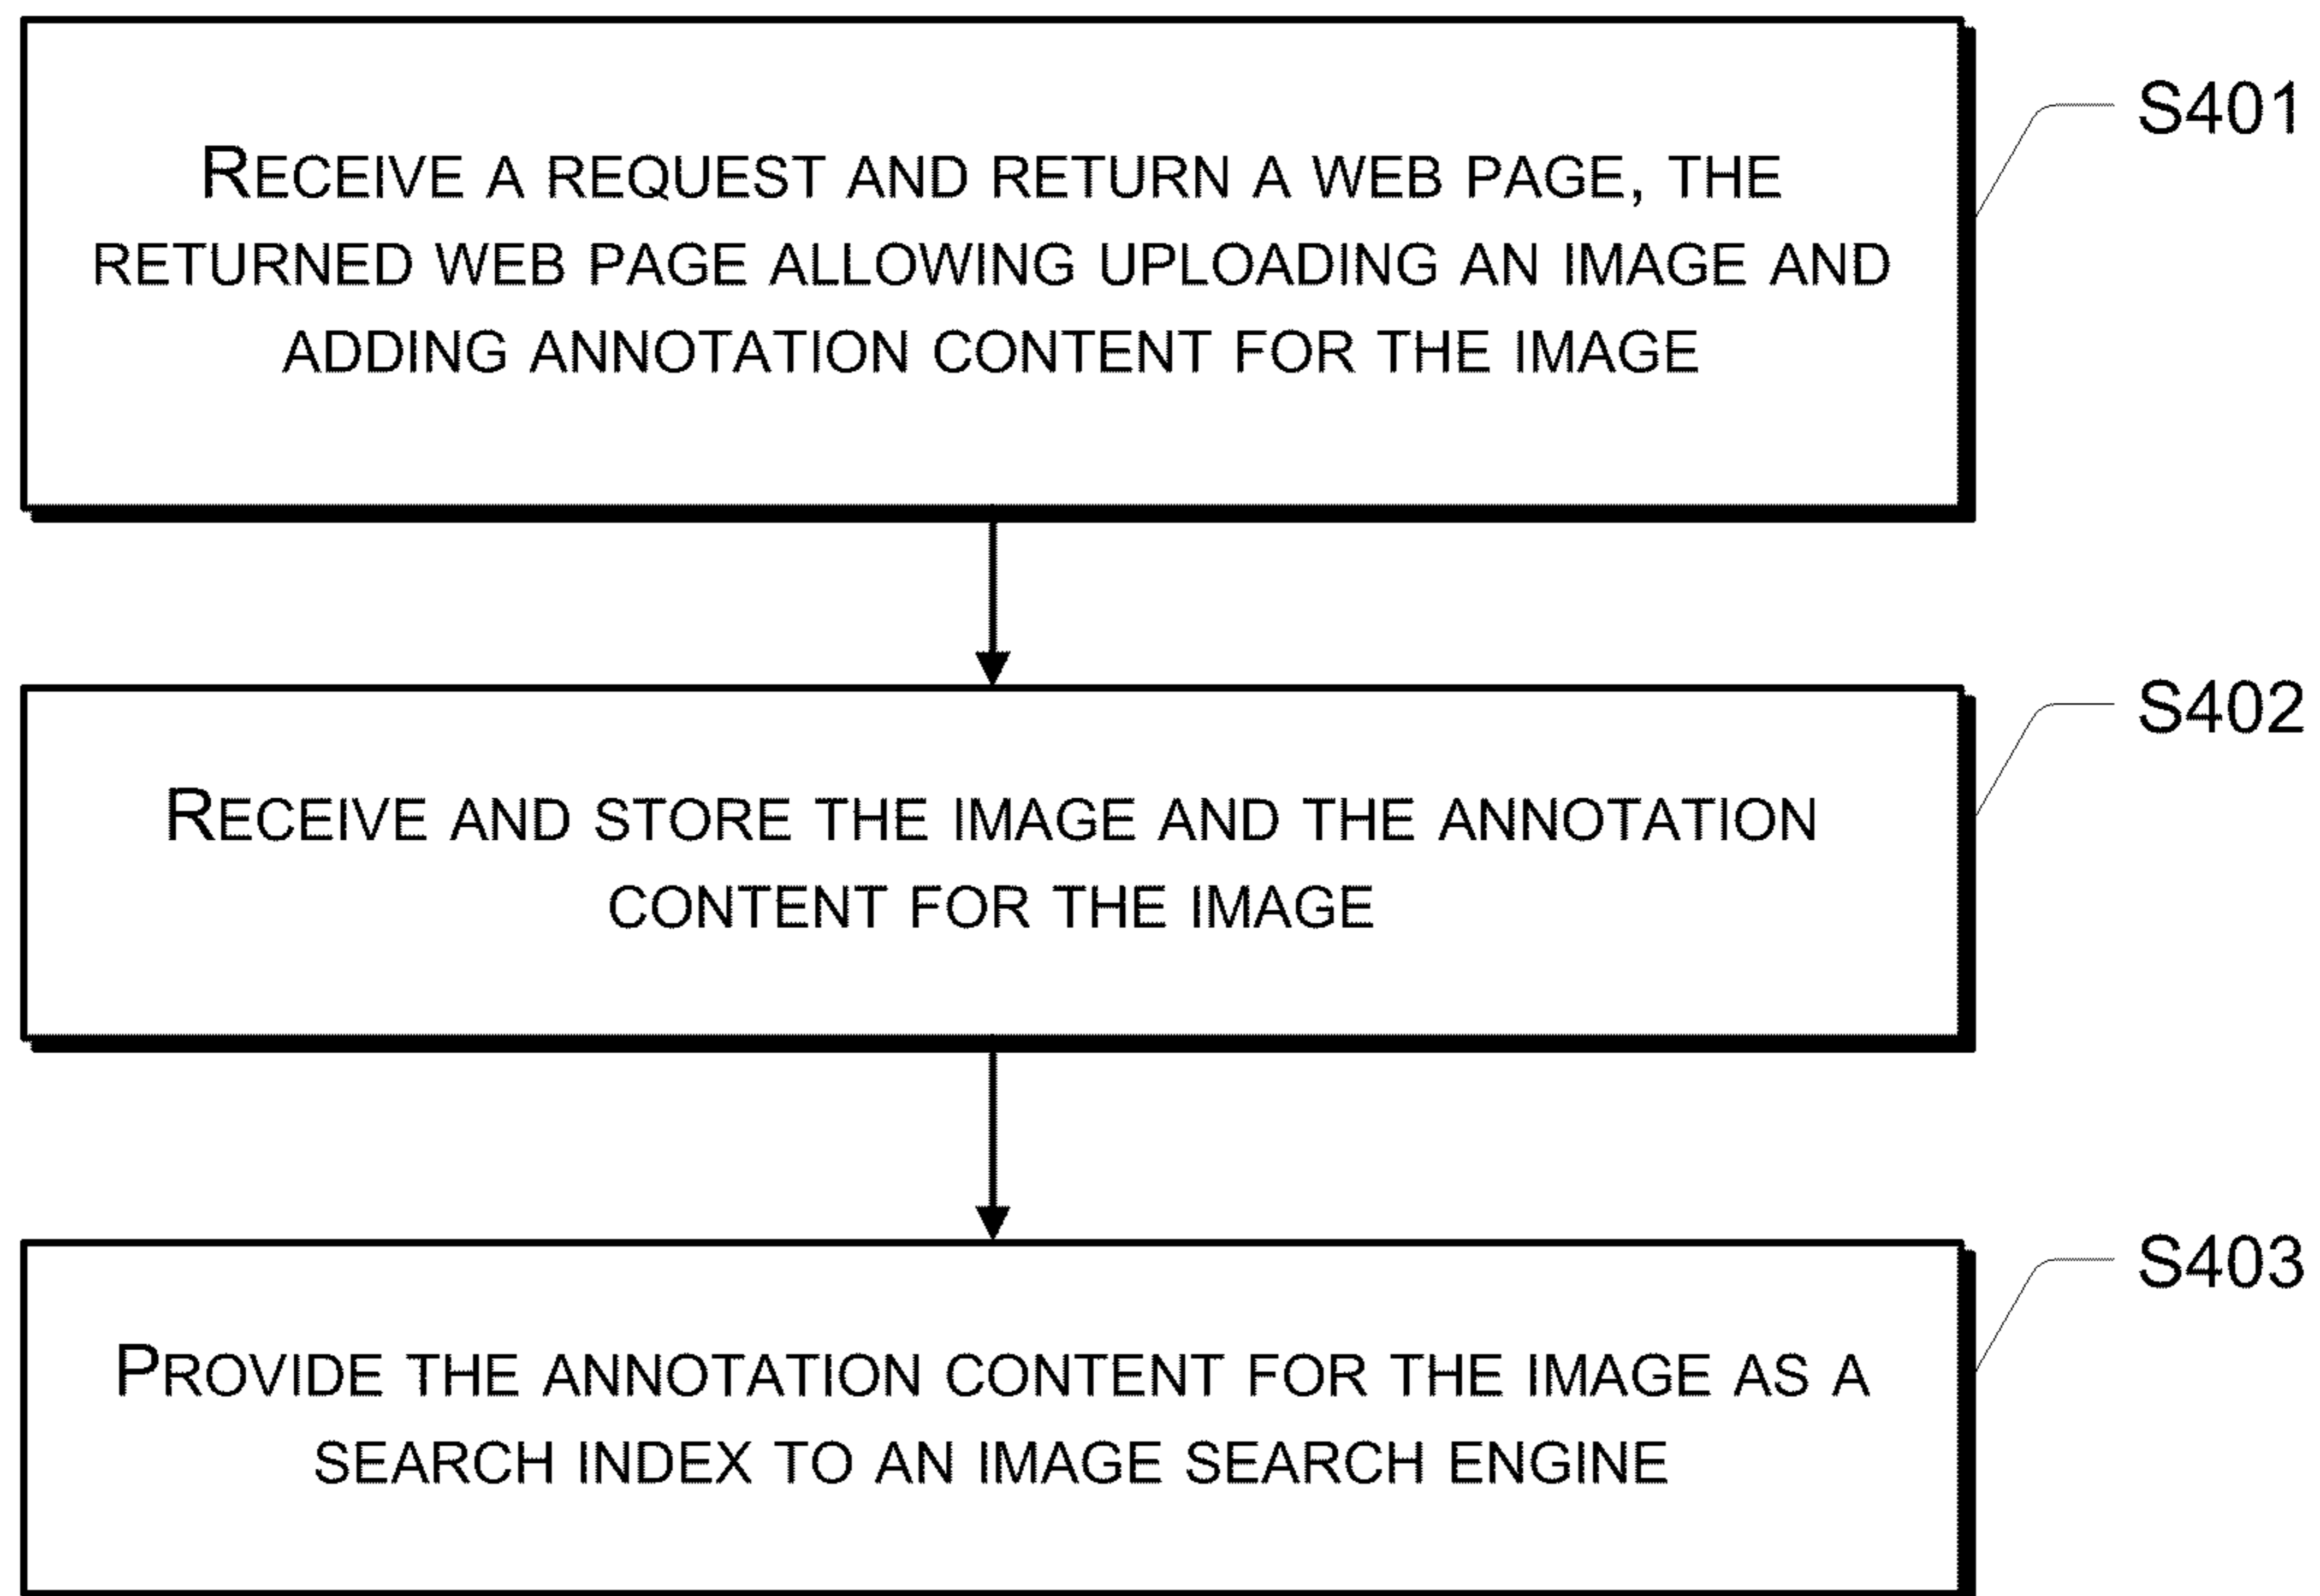 RECEIVE A REQUEST AND RETURN A WEB PAGE, THE
RETURNED WEB PAGE ALLOWING UPLOADING AN IMAGE AND
ADDING ANNOTATION CONTENT FOR THE IMAGE
S401
RECEIVE AND STORE THE IMAGE AND THE ANNOTATION
CONTENT FOR THE IMAGE
S402
PROVIDE THE ANNOTATION CONTENT FOR THE IMAGE AS A
SEARCH INDEX TO AN IMAGE SEARCH ENGINE
S403